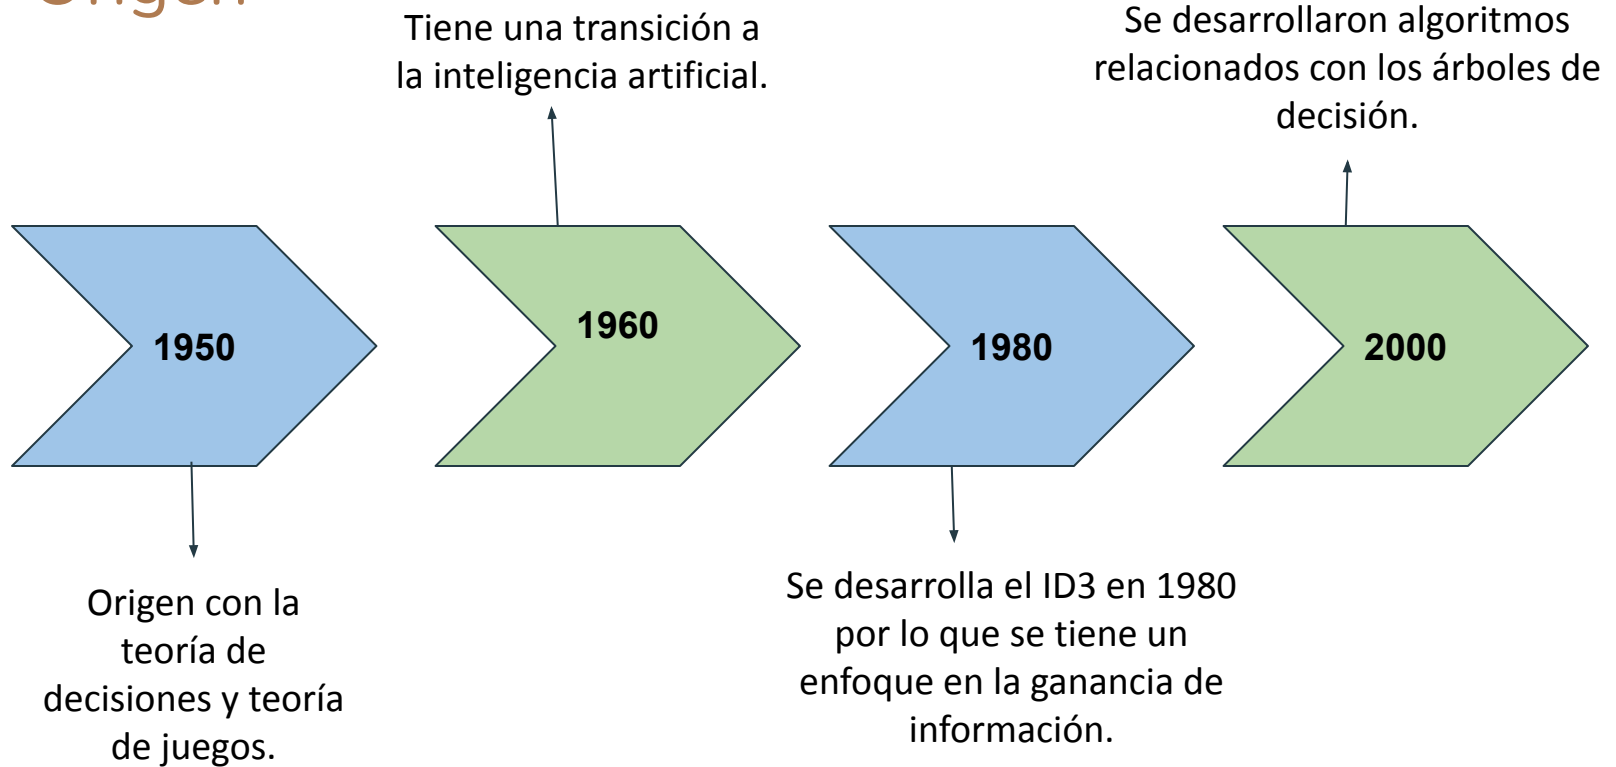 Origen
Tiene una transición a
la inteligencia artificial.
Se desarrollaron algoritmos
relacionados con los árboles de
decisión.
1950
1960
1980
2000
Origen con la
teoría de
decisiones y teoría
de juegos.
Se desarrolla el ID3 en 1980
por lo que se tiene un
enfoque en la ganancia de
información.